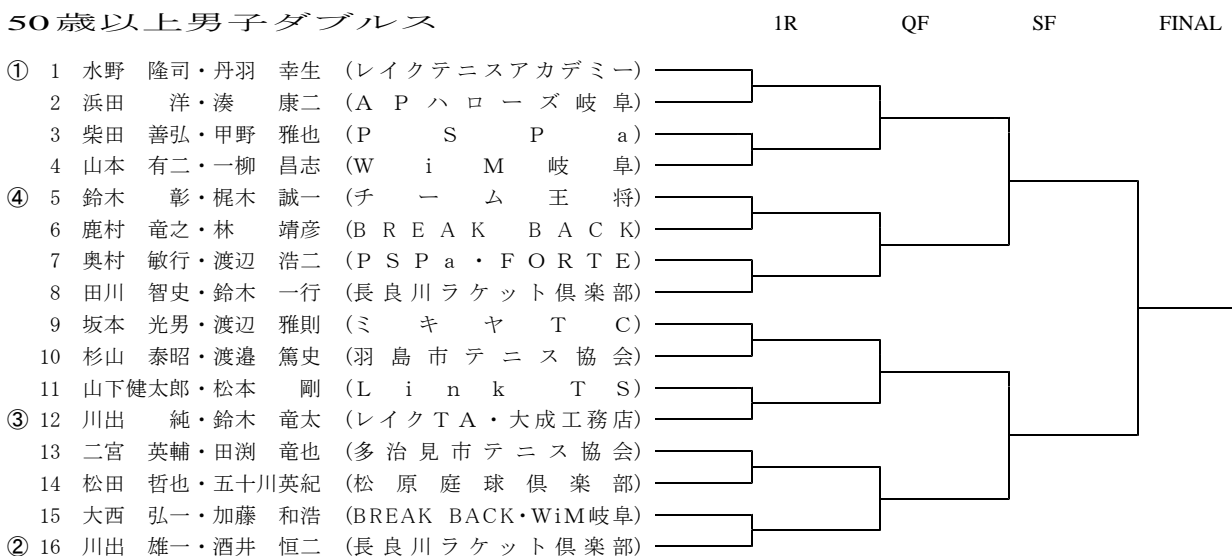 50歳以上男子ダブルス 1R QF SF FINAL
① 1 水野 隆司・丹羽 幸生 (レイクテニスアカデミー)
2 浜田 洋・湊 康二 (APハローズ岐阜)
3 柴田 善弘・甲野 雅也 (PSPa)
4 山本 有二・一柳 昌志 (WiM岐阜)
④ 5 鈴木 彰・梶木 誠一 (チーム王将)
6 鹿村 竜之・林 靖彦 (BREAK BACK)
7 奥村 敏行・渡辺 浩二 (PSPa・FORTE)
8 田川 智史・鈴木 一行 (長良川ラケット倶楽部)
9 坂本 光男・渡辺 雅則 (ミキヤTC)
10 杉山 泰昭・渡邉 篤史 (羽島市テニス協会)
11 山下健太郎・松本 剛 (Link TS)
③ 12 川出 純・鈴木 竜太 (レイクTA・大成工務店)
13 二宮 英輔・田渕 竜也 (多治見市テニス協会)
14 松田 哲也・五十川英紀 (松原庭球倶楽部)
15 大西 弘一・加藤 和浩 (BREAK BACK・WiM岐阜)
② 16 川出 雄一・酒井 恒二 (長良川ラケット倶楽部)